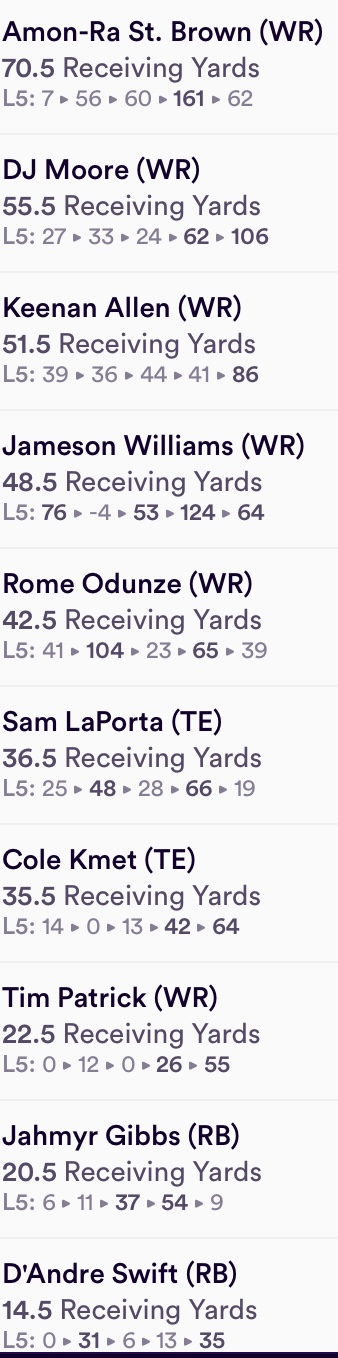 Amon-Ra St. Brown (WR)
70.5 Receiving Yards
L5: 7 ▸ 56 ▸ 60 ▸ 161 ▸ 62
DJ Moore (WR)
55.5 Receiving Yards
L5: 27 ▸ 33 ▸ 24 ▸ 62 ▸ 106
Keenan Allen (WR)
51.5 Receiving Yards
L5: 39 ▸ 36 ▸ 44 ▸ 41 ▸ 86
Jameson Williams (WR)
48.5 Receiving Yards
L5: 76 ▸ -4 ▸ 53 ▸ 124 ▸ 64
Rome Odunze (WR)
42.5 Receiving Yards
L5: 41 ▸ 104 ▸ 23 ▸ 65 ▸ 39
Sam LaPorta (TE)
36.5 Receiving Yards
L5: 25 ▸ 48 ▸ 28 ▸ 66 ▸ 19
Cole Kmet (TE)
35.5 Receiving Yards
L5: 14 ▸ 0 ▸ 13 ▸ 42 ▸ 64
Tim Patrick (WR)
22.5 Receiving Yards
L5: 0 ▸ 12 ▸ 0 ▸ 26 ▸ 55
Jahmyr Gibbs (RB)
20.5 Receiving Yards
L5: 6 ▸ 11 ▸ 37 ▸ 54 ▸ 9
D'Andre Swift (RB)
14.5 Receiving Yards
L5: 0 ▸ 31 ▸ 6 ▸ 13 ▸ 35